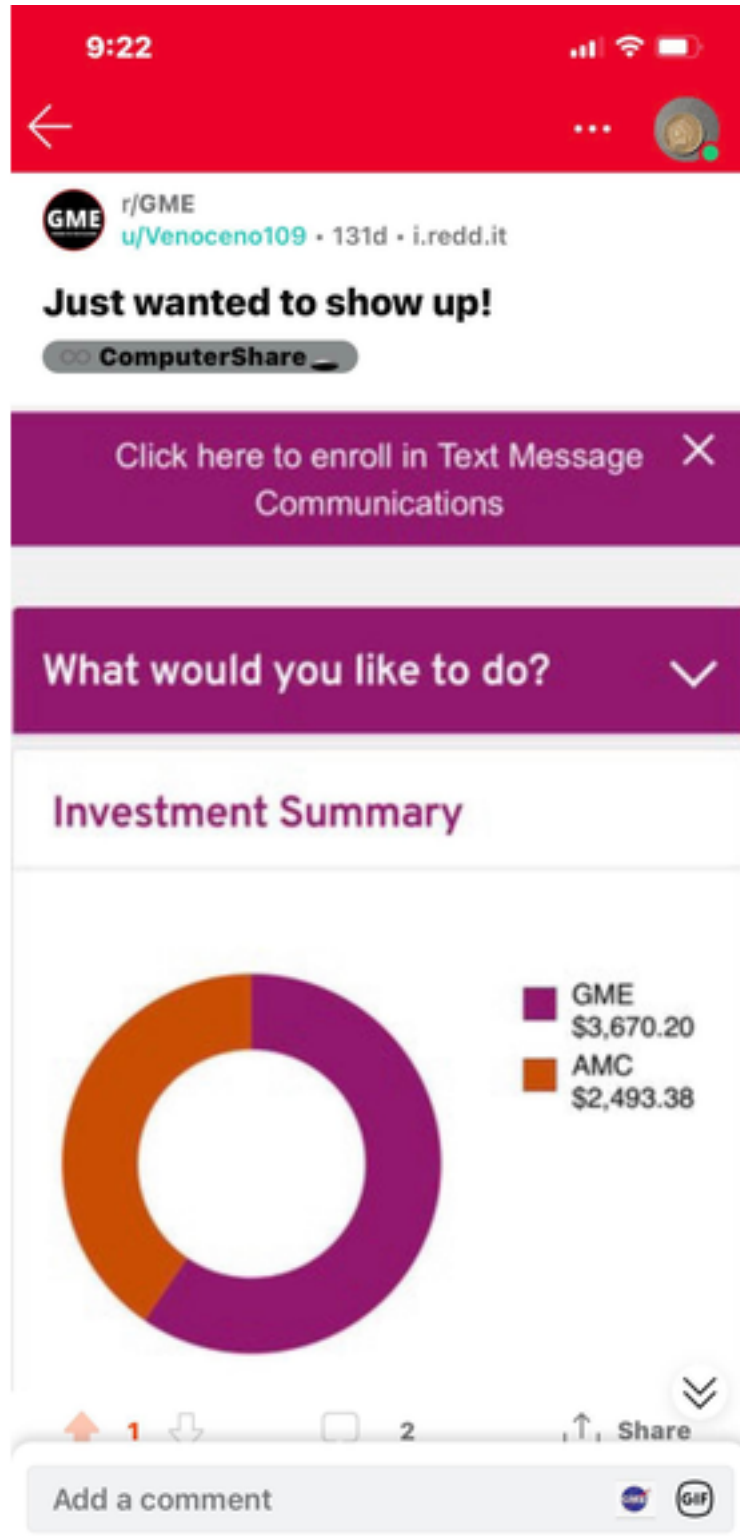 9:22
GME
r/GME
u/Venoceno109 • 131d • i.redd.it
Just wanted to show up!
ComputerShare
Click here to enroll in Text Message
Communications
What would you like to do?
Investment Summary
GME
$3,670.20
AMC
$2,493.38
1
2
Share
Add a comment
GME
GIF